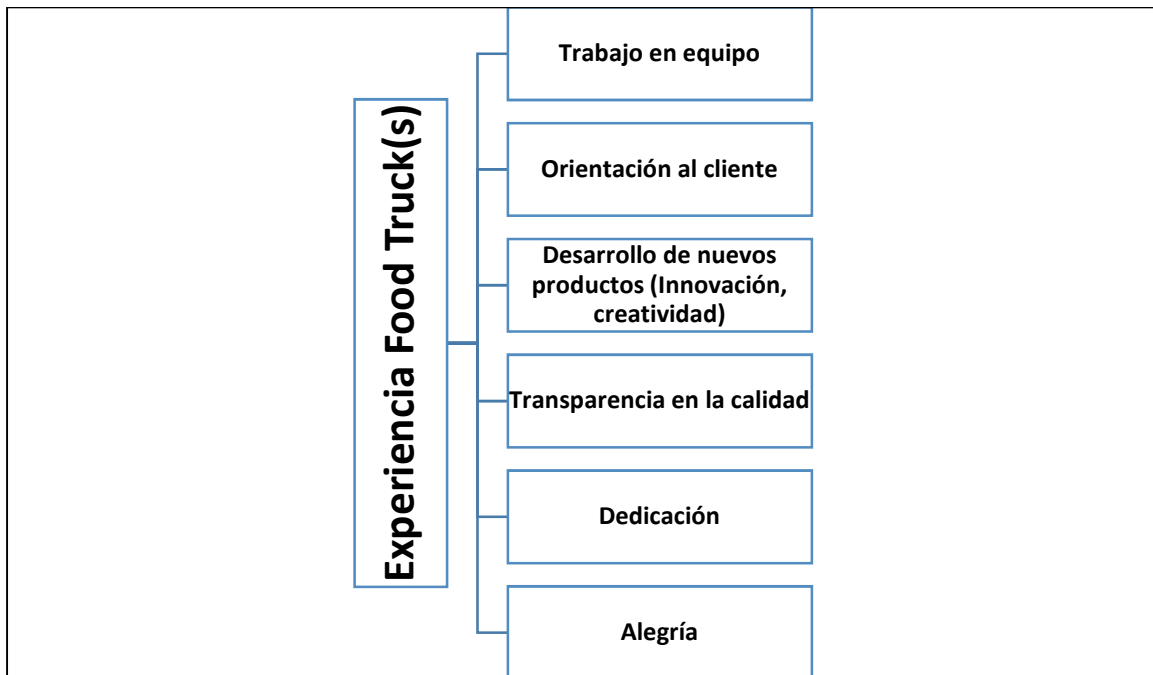 Experiencia Food Truck(s)
Trabajo en equipo
Orientación al cliente
Desarrollo de nuevos
productos (Innovación,
creatividad)
Transparencia en la calidad
Dedicación
Alegría